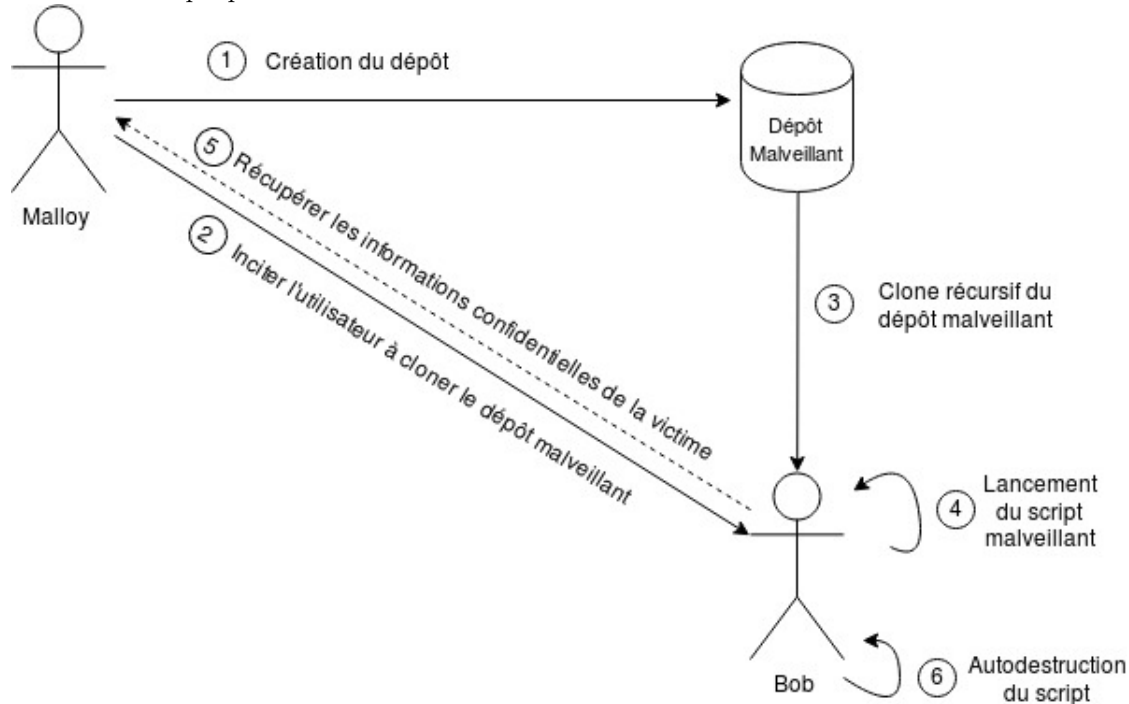 1 Création du dépôt
Dépôt
Malveillant
Malloy
5 Récupérer les informations confidentielles de la victime
2 Inciter l'utilisateur à cloner le dépôt malveillant
3 Clone récursif du
dépôt malveillant
4 Lancement
du script
malveillant
Bob
6 Autodestruction
du script